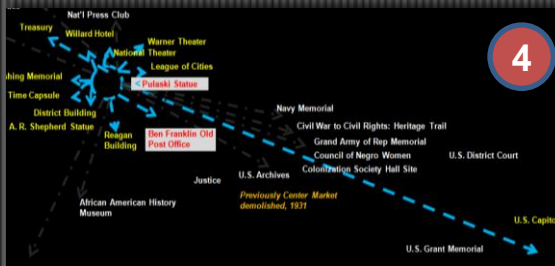 Nat'l Press Club
Treasury
Willard Hotel
Warner Theater
National Theater
League of Cities
4
hing Memorial
<Pulaski Statue
Time Capsule
Navy Memorial
District Building
A. R. Shepherd Statue
Civil War to Civil Rights: Heritage Trail
Reagan
Building
Ben Franklin Old
Post Office
Grand Army of Rep Memorial
Council of Negro Women
U.S. District Court
Colonization Society Hall Site
U.S. Archives
Justice
Previously Center Market
demolished, 1931
African American History
Museum
U.S. Capito
U.S. Grant Memorial